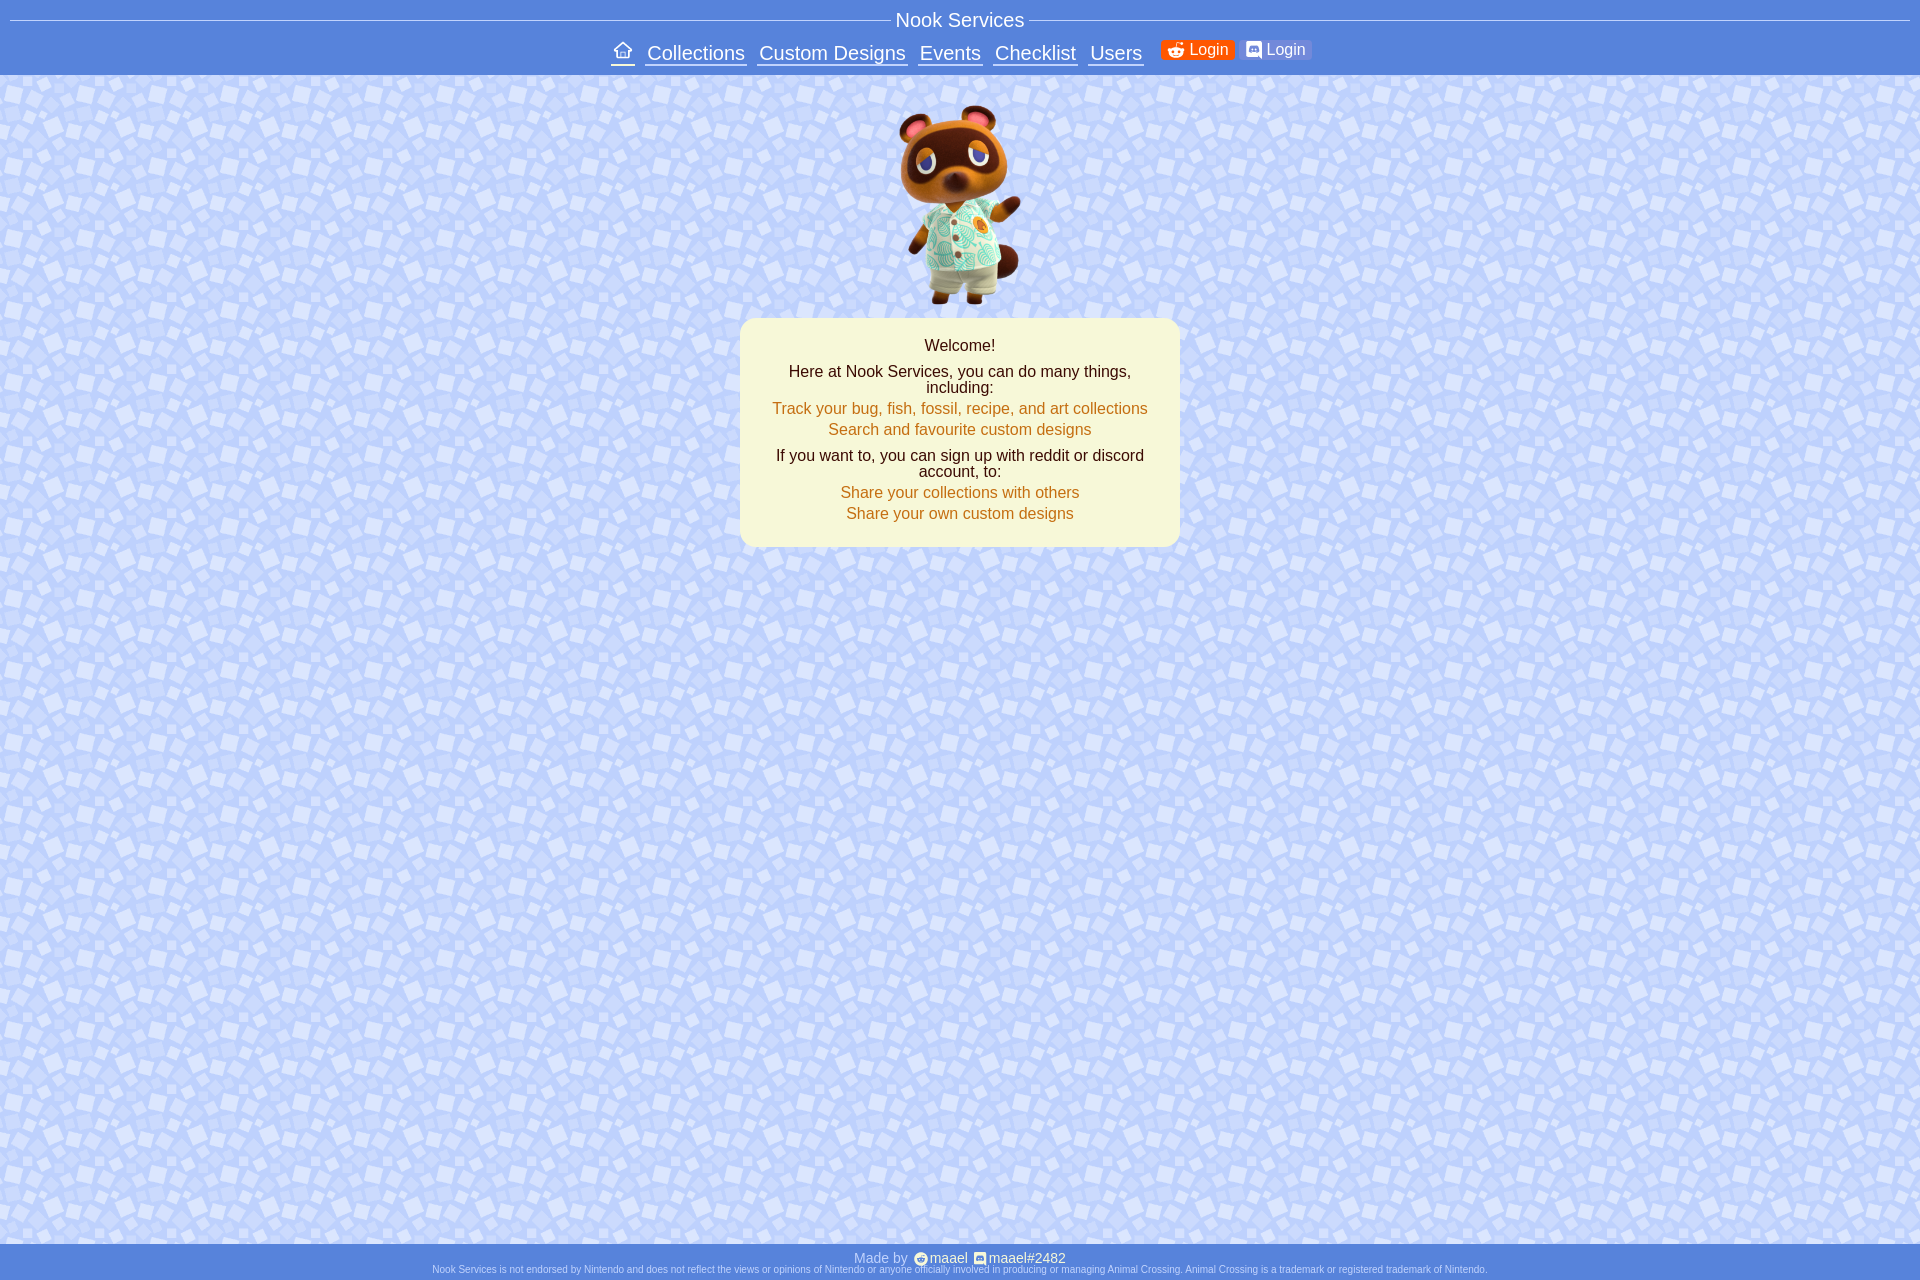 Nook Services
Collections Custom Designs Events Checklist Users Login Login
Welcome!
Here at Nook Services, you can do many things,
including:
Track your bug, fish, fossil, recipe, and art collections
Search and favourite custom designs
If you want to, you can sign up with reddit or discord
account, to:
Share your collections with others
Share your own custom designs
Made by maael maael#2482
Nook Services is not endorsed by Nintendo and does not reflect the views or opinions of Nintendo or anyone officially involved in producing or managing Animal Crossing. Animal Crossing is a trademark or registered trademark of Nintendo.